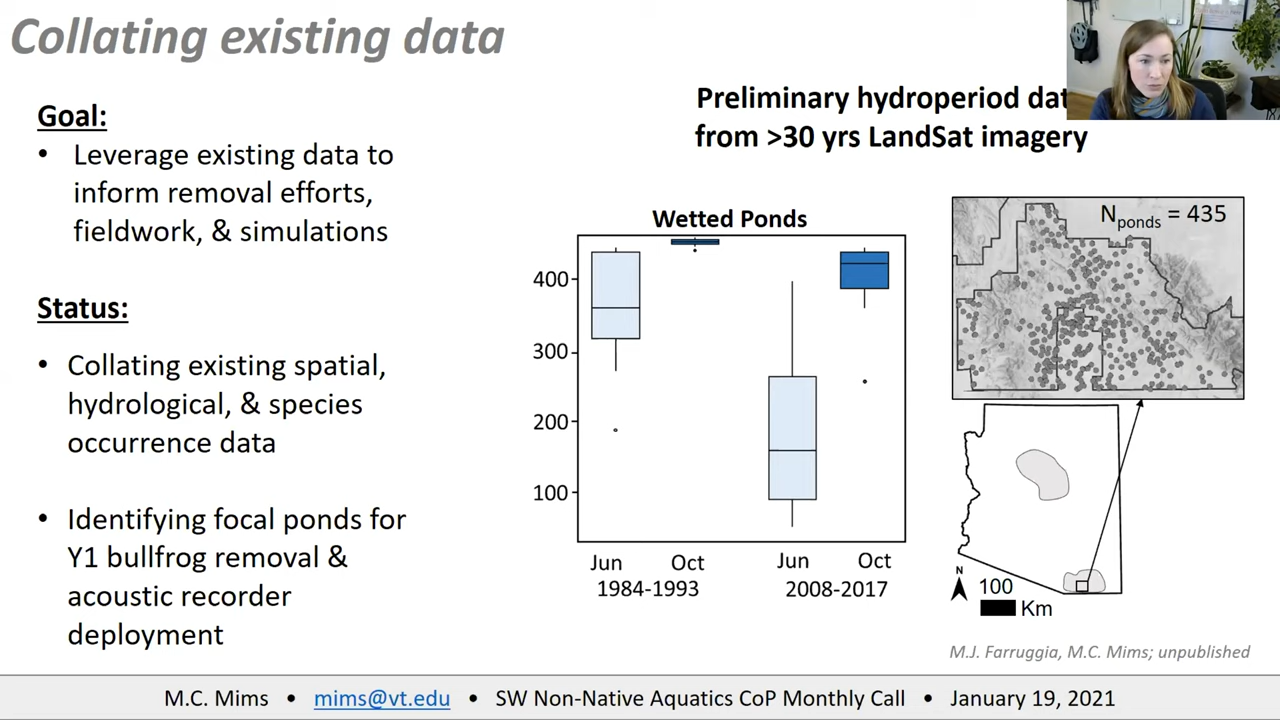 Collating existing data
Goal:
• Leverage existing data to
inform removal efforts,
fieldwork, & simulations
Status:
• Collating existing spatial,
hydrological, & species
occurrence data
• Identifying focal ponds for
Y1 bullfrog removal &
acoustic recorder
deployment
Preliminary hydroperiod
from >30 yrs LandSat imagery
Wetted Ponds
400
300
200
100
Jun Oct Jun Oct
1984-1993 2008-2017
Nponds = 435
N
100
Km
M.J. Farruggia, M.C. Mims; unpublished
M.C. Mims • mims@vt.edu • SW Non-Native Aquatics CoP Monthly Call • January 19, 2021